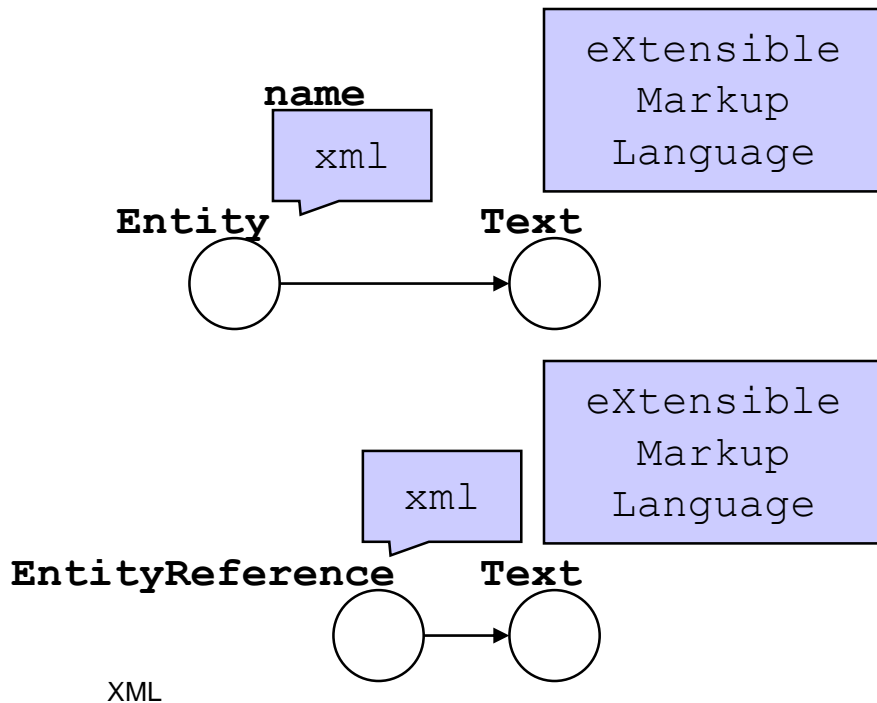 eXtensible
Markup
Language
name
xml
Entity
Text
eXtensible
Markup
Language
xml
EntityReference
Text
XML